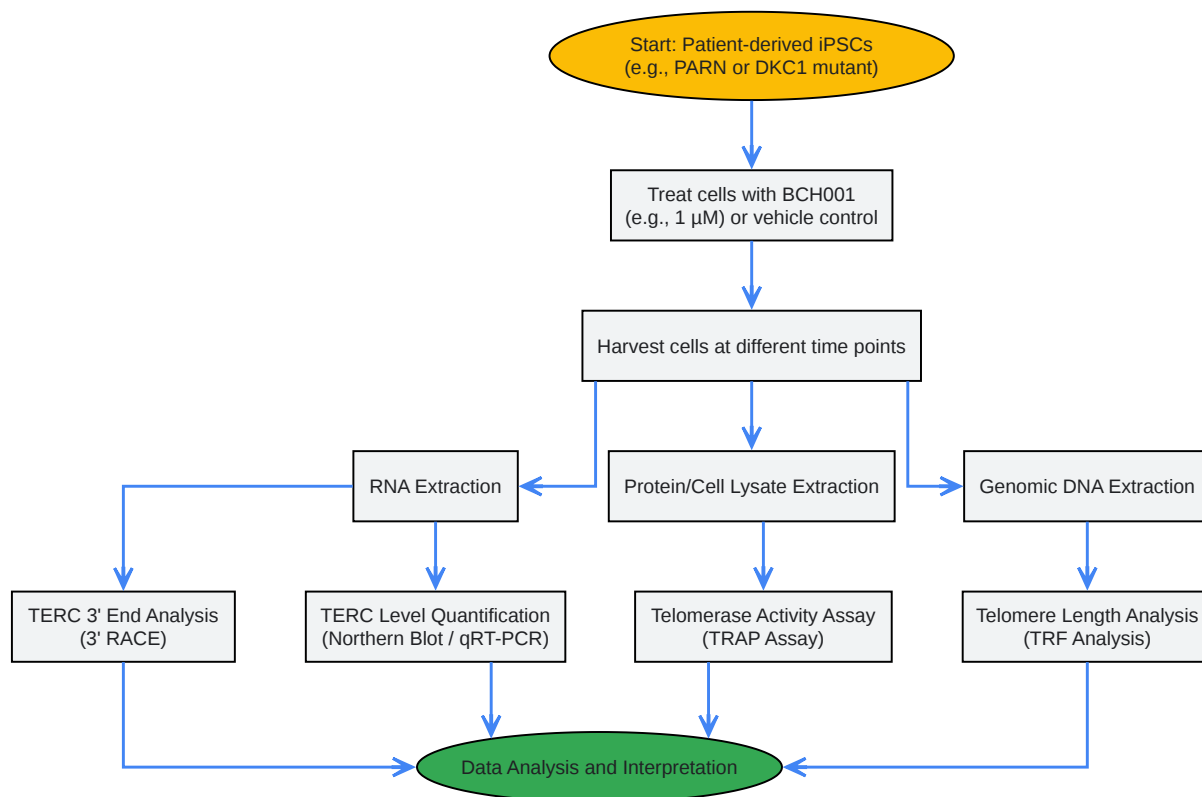 Start: Patient-derived iPSCs
(e.g., PARN or DKC1 mutant)
Treat cells with BCH001
(e.g., 1 µM) or vehicle control
Harvest cells at different time points
RNA Extraction
Protein/Cell Lysate Extraction
Genomic DNA Extraction
TERC 3' End Analysis
(3' RACE)
TERC Level Quantification
(Northern Blot / qRT-PCR)
Telomerase Activity Assay
(TRAP Assay)
Telomere Length Analysis
(TRF Analysis)
Data Analysis and Interpretation